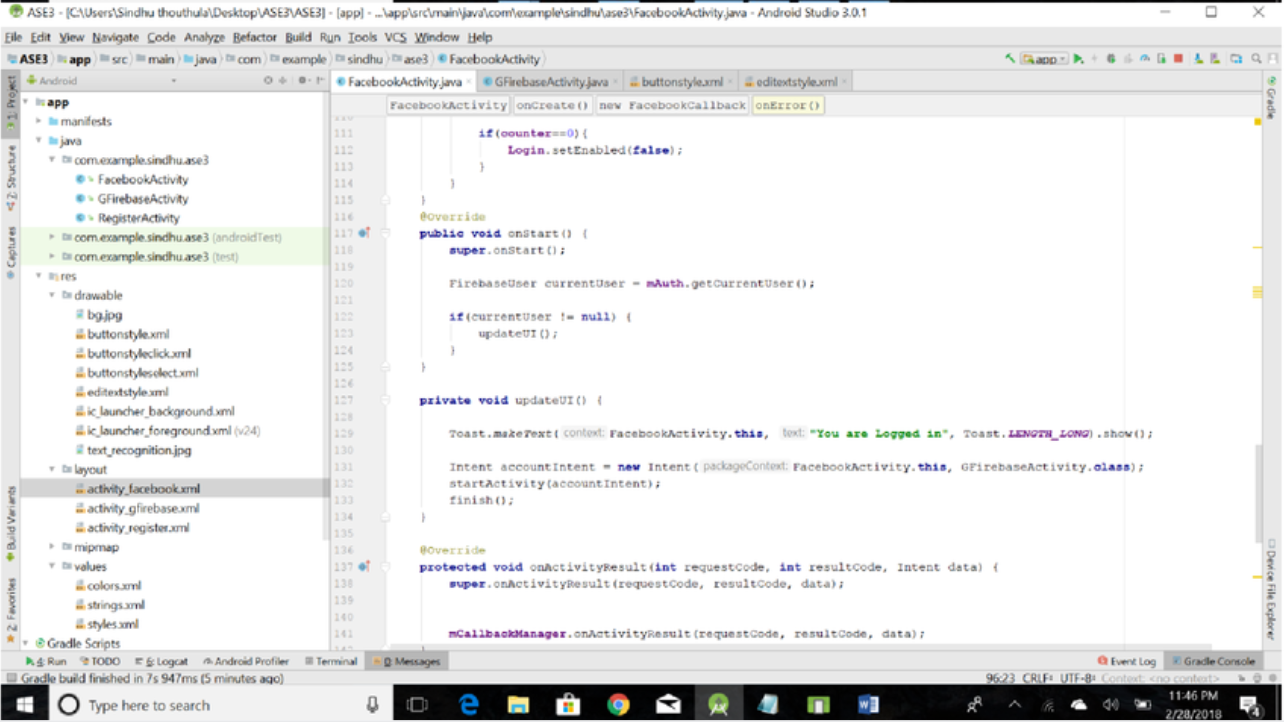 ASE3 - [C:\Users\Sindhu thouthula\Desktop\ASE3\ASE3] - [app] - ...\app\src\main\java\com\example\sindhu\ase3\FacebookActivity.java - Android Studio 3.0.1
File Edit View Navigate Code Analyze Refactor Build Run Tools VCS Window Help
ASE3 app src main java com example sindhu ase3 FacebookActivity
app
Android
FacebookActivity.java GFirebaseActivity.java buttonstyle.xml editextstyle.xml
FacebookActivity onCreate() new FacebookCallback onError()
1: Project
2: Structure
Captures
Build Variants
2: Favorites
app
manifests
java
com.example.sindhu.ase3
FacebookActivity
GFirebaseActivity
RegisterActivity
com.example.sindhu.ase3 (androidTest)
com.example.sindhu.ase3 (test)
res
drawable
bg.jpg
buttonstyle.xml
buttonstyleclick.xml
buttonstyleselect.xml
editextstyle.xml
ic_launcher_background.xml
ic_launcher_foreground.xml (v24)
text_recognition.jpg
layout
activity_facebook.xml
activity_gfirebase.xml
activity_register.xml
mipmap
values
colors.xml
strings.xml
styles.xml
Gradle Scripts
110
111 if(counter==0){
112 Login.setEnabled(false);
113 }
114 }
115 }
116 @Override
117 public void onStart() {
118 super.onStart();
119
120 FirebaseUser currentUser = mAuth.getCurrentUser();
121
122 if(currentUser != null) {
123 updateUI();
124 }
125 }
126
127 private void updateUI() {
128
129 Toast.makeText( context: FacebookActivity.this, text: "You are Logged in", Toast.LENGTH_LONG).show();
130
131 Intent accountIntent = new Intent( packageContext: FacebookActivity.this, GFirebaseActivity.class);
132 startActivity(accountIntent);
133 finish();
134 }
135
136 @Override
137 protected void onActivityResult(int requestCode, int resultCode, Intent data) {
138 super.onActivityResult(requestCode, resultCode, data);
139
140
141 mCallbackManager.onActivityResult(requestCode, resultCode, data);
Gradle
Device File Explorer
4: Run TODO 6: Logcat Android Profiler Terminal 0: Messages Event Log Gradle Console
Gradle build finished in 7s 947ms (5 minutes ago) 96:23 CRLF UTF-8 Context: <no context>
Type here to search
11:46 PM
2/28/2018